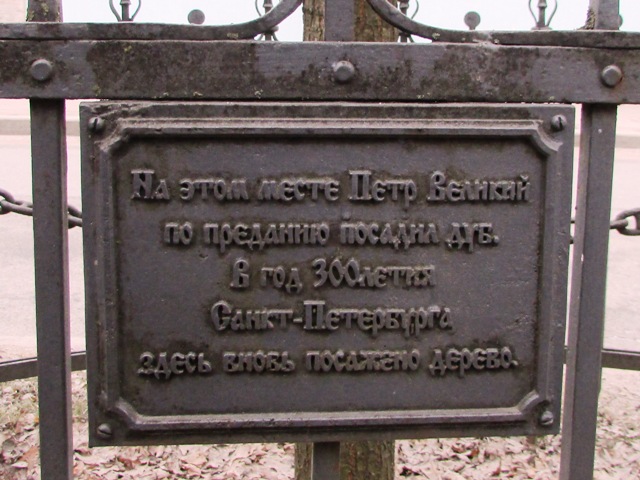 На этом месте Петр Великий
по преданию посадил дуб.
В год 300летия
Санкт-Петербурга
здесь вновь посажено дерево.